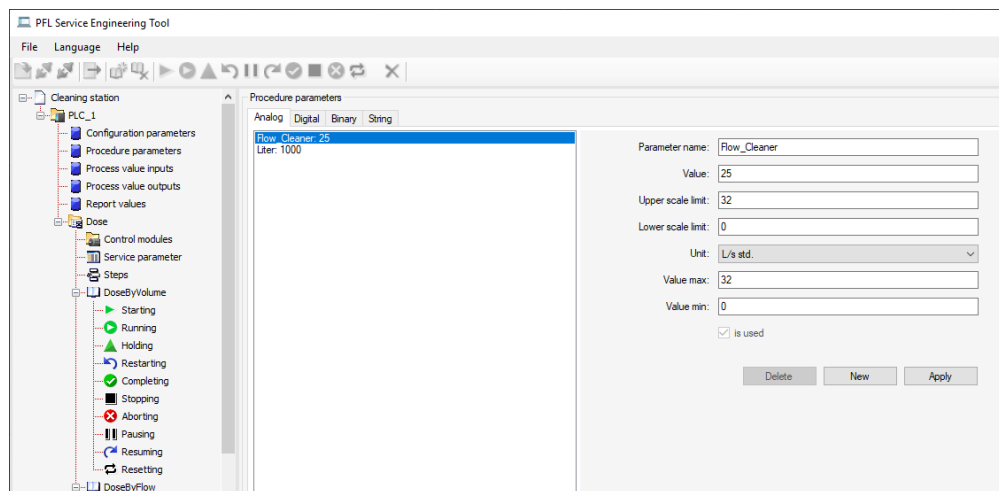 PFL Service Engineering Tool
File Language Help
Cleaning station
PLC_1
Configuration parameters
Procedure parameters
Process value inputs
Process value outputs
Report values
Dose
Control modules
Service parameter
Steps
DoseByVolume
Starting
Running
Holding
Restarting
Completing
Stopping
Aborting
Pausing
Resuming
Resetting
DoseByFlow
Procedure parameters
Analog Digital Binary String
Flow_Cleaner: 25
Liter: 1000
Parameter name: Flow_Cleaner
Value: 25
Upper scale limit: 32
Lower scale limit: 0
Unit: L/s std.
Value max: 32
Value min: 0
is used
Delete New Apply